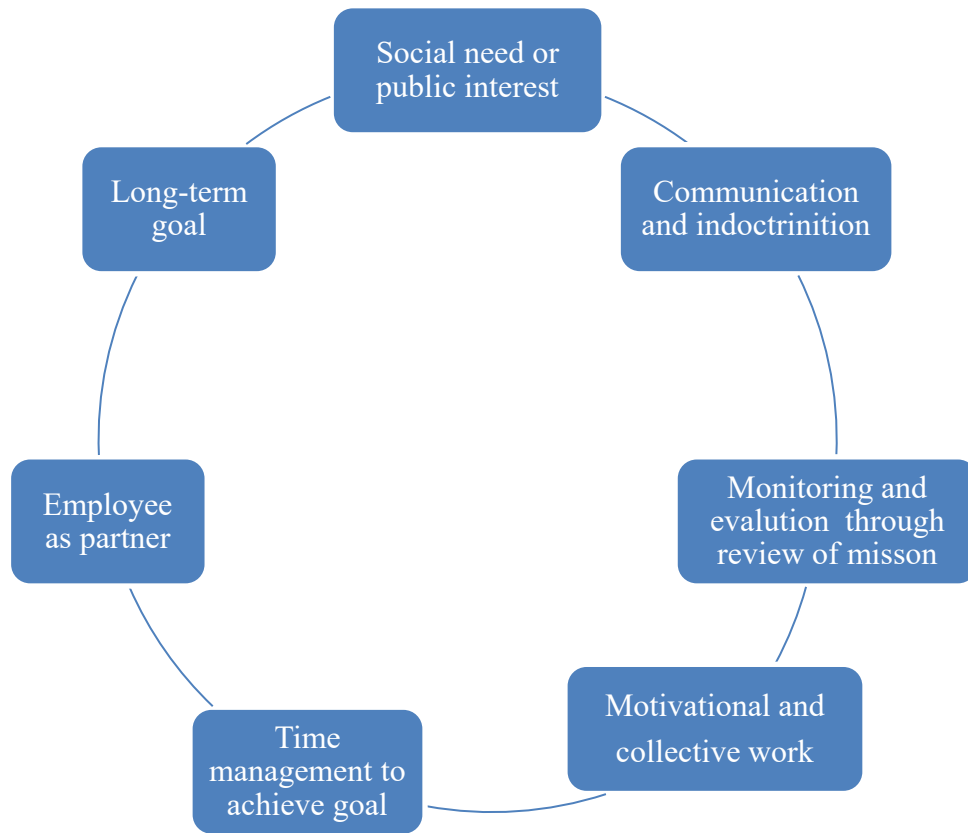 Social need or
public interest
Communication
and indoctrinition
Monitoring and
evalution through
review of misson
Motivational and
collective work
Time
management to
achieve goal
Employee
as partner
Long-term
goal